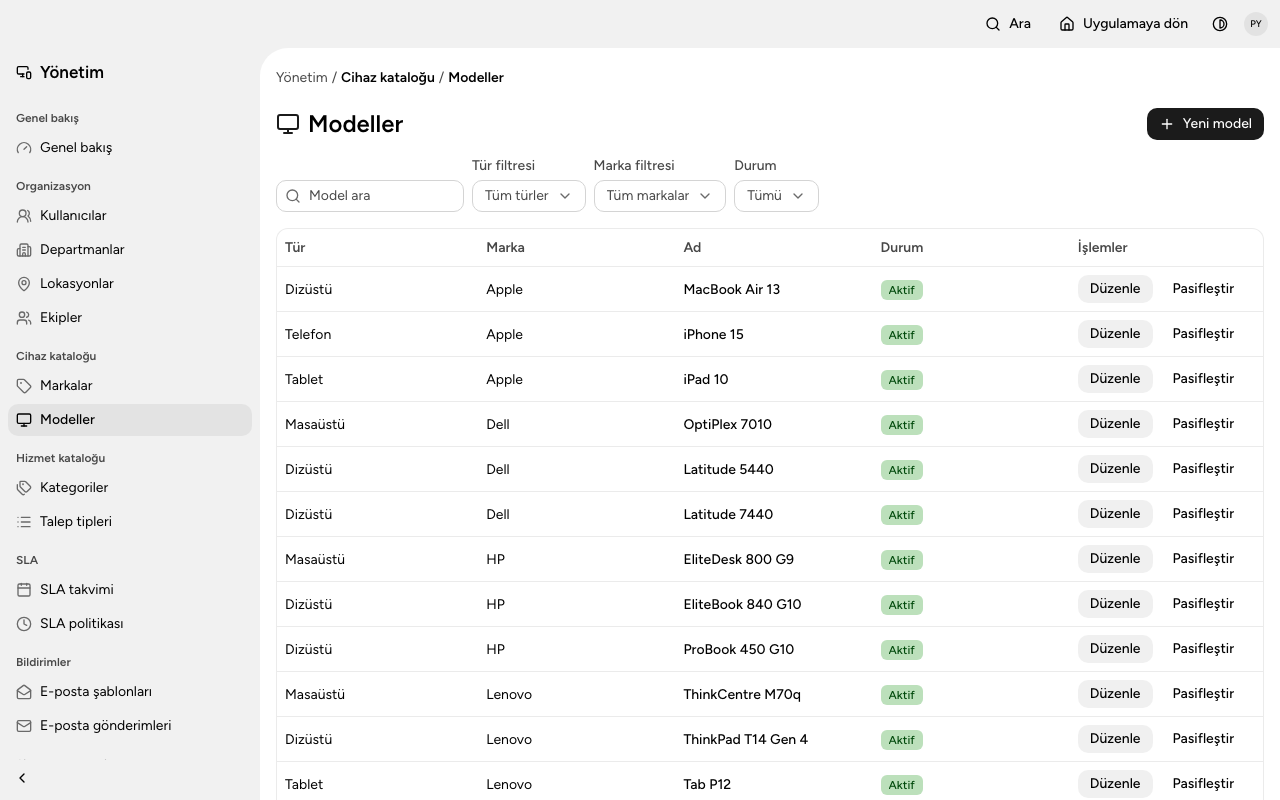 Ara
Uygulamaya dön
PY
Yönetim
Genel bakış
Genel bakış
Organizasyon
Kullanıcılar
Departmanlar
Lokasyonlar
Ekipler
Cihaz kataloğu
Markalar
Modeller
Hizmet kataloğu
Kategoriler
Talep tipleri
SLA
SLA takvimi
SLA politikası
Bildirimler
E-posta şablonları
E-posta gönderimleri
Yönetim / Cihaz kataloğu / Modeller
Modeller
Yeni model
Tür filtresi Marka filtresi Durum
Model ara Tüm türler Tüm markalar Tümü
Tür Marka Ad Durum İşlemler
Dizüstü Apple MacBook Air 13 Aktif Düzenle Pasifleştir
Telefon Apple iPhone 15 Aktif Düzenle Pasifleştir
Tablet Apple iPad 10 Aktif Düzenle Pasifleştir
Masaüstü Dell OptiPlex 7010 Aktif Düzenle Pasifleştir
Dizüstü Dell Latitude 5440 Aktif Düzenle Pasifleştir
Dizüstü Dell Latitude 7440 Aktif Düzenle Pasifleştir
Masaüstü HP EliteDesk 800 G9 Aktif Düzenle Pasifleştir
Dizüstü HP EliteBook 840 G10 Aktif Düzenle Pasifleştir
Dizüstü HP ProBook 450 G10 Aktif Düzenle Pasifleştir
Masaüstü Lenovo ThinkCentre M70q Aktif Düzenle Pasifleştir
Dizüstü Lenovo ThinkPad T14 Gen 4 Aktif Düzenle Pasifleştir
Tablet Lenovo Tab P12 Aktif Düzenle Pasifleştir